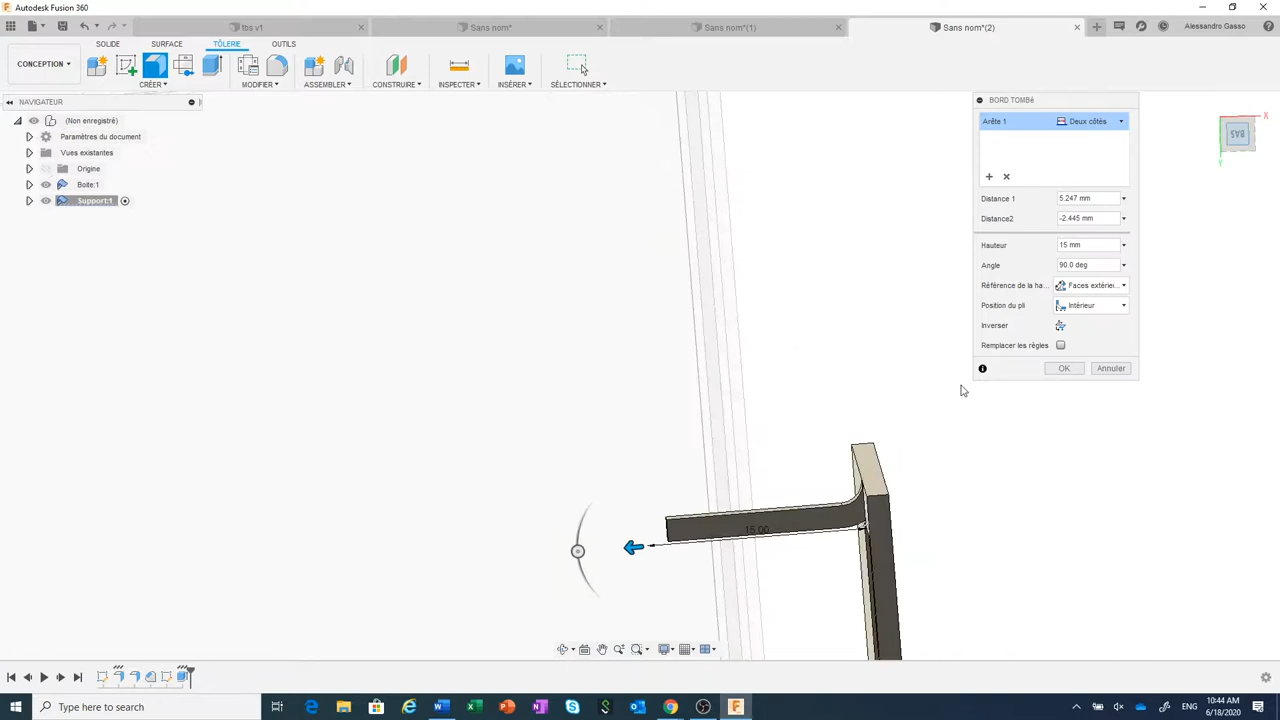 Autodesk Fusion 360
ttis v1
Sans nom*
Sans nom*(1)
Sans nom*(2)
Alessandro Gasso
SOLIDE
SURFACE
TÔLERIE
OUTILS
CONCEPTION
CRÉER
MODIFIER
ASSEMBLER
CONSTRUIRE
INSPECTER
INSÉRER
SÉLECTIONNER
NAVIGATEUR
(Non enregistré)
Paramètres du document
Vues existantes
Origine
Boite:1
Support:1
BORD TOMBé
Arête 1 Deux côtés
Distance 1 5.247 mm
Distance2 -2.445 mm
Hauteur 15 mm
Angle 90.0 deg
Référence de la ha... Faces extérieu...
Position du pli Intérieur
Inverser
Remplacer les règles
OK Annuler
X
BAS
Y
15.00
Type here to search
ENG
10:44 AM
6/18/2020